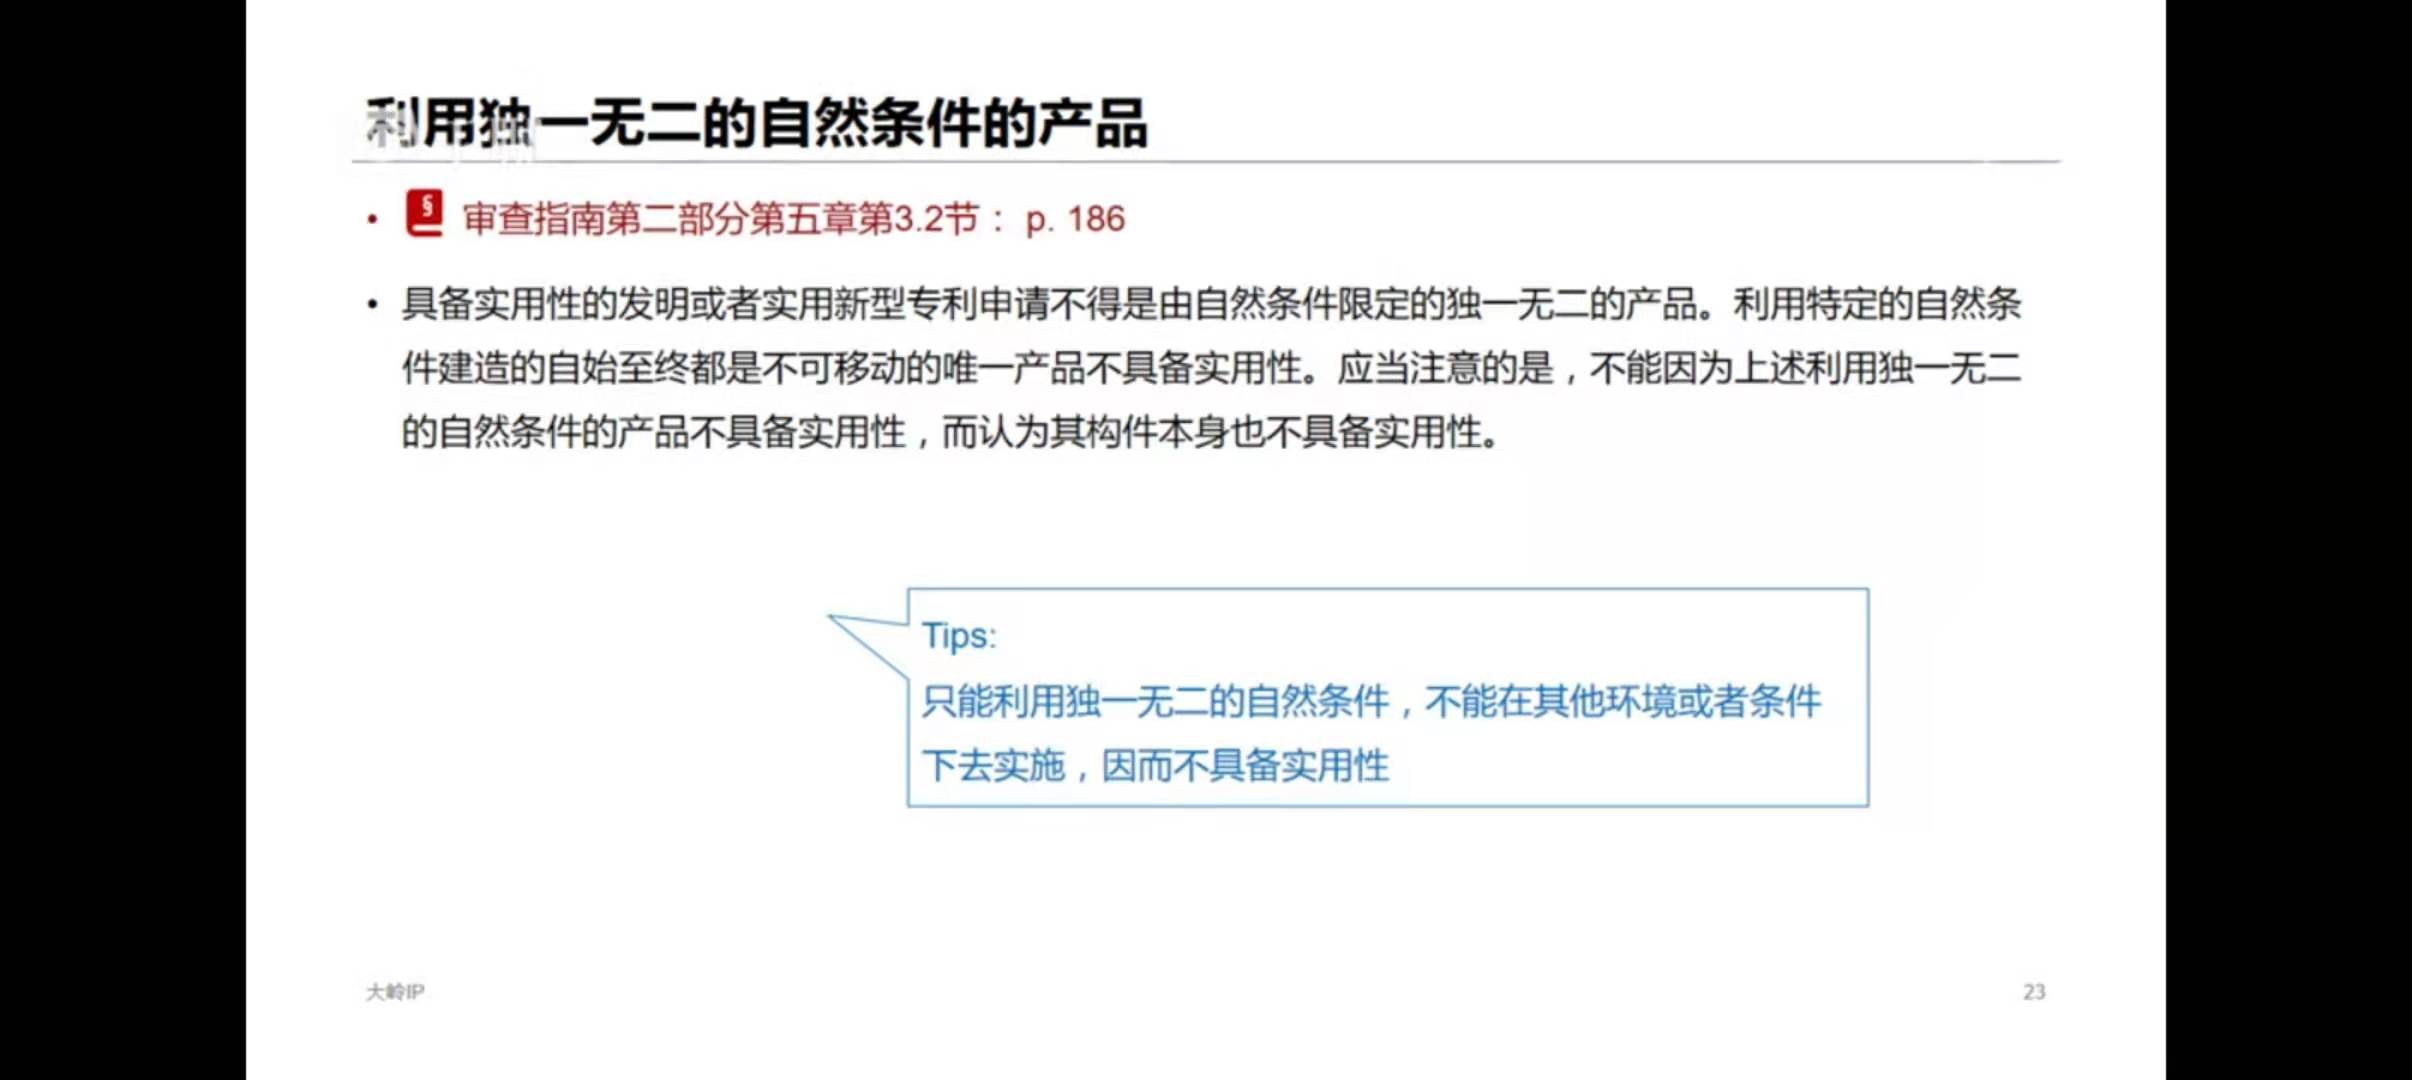 利用独一无二的自然条件的产品
• § 审查指南第二部分第五章第3.2节： p. 186
• 具备实用性的发明或者实用新型专利申请不得是由自然条件限定的独一无二的产品。利用特定的自然条
件建造的自始至终都是不可移动的唯一产品不具备实用性。应当注意的是，不能因为上述利用独一无二
的自然条件的产品不具备实用性，而认为其构件本身也不具备实用性。
Tips:
只能利用独一无二的自然条件，不能在其他环境或者条件
下去实施，因而不具备实用性
大岭IP
23